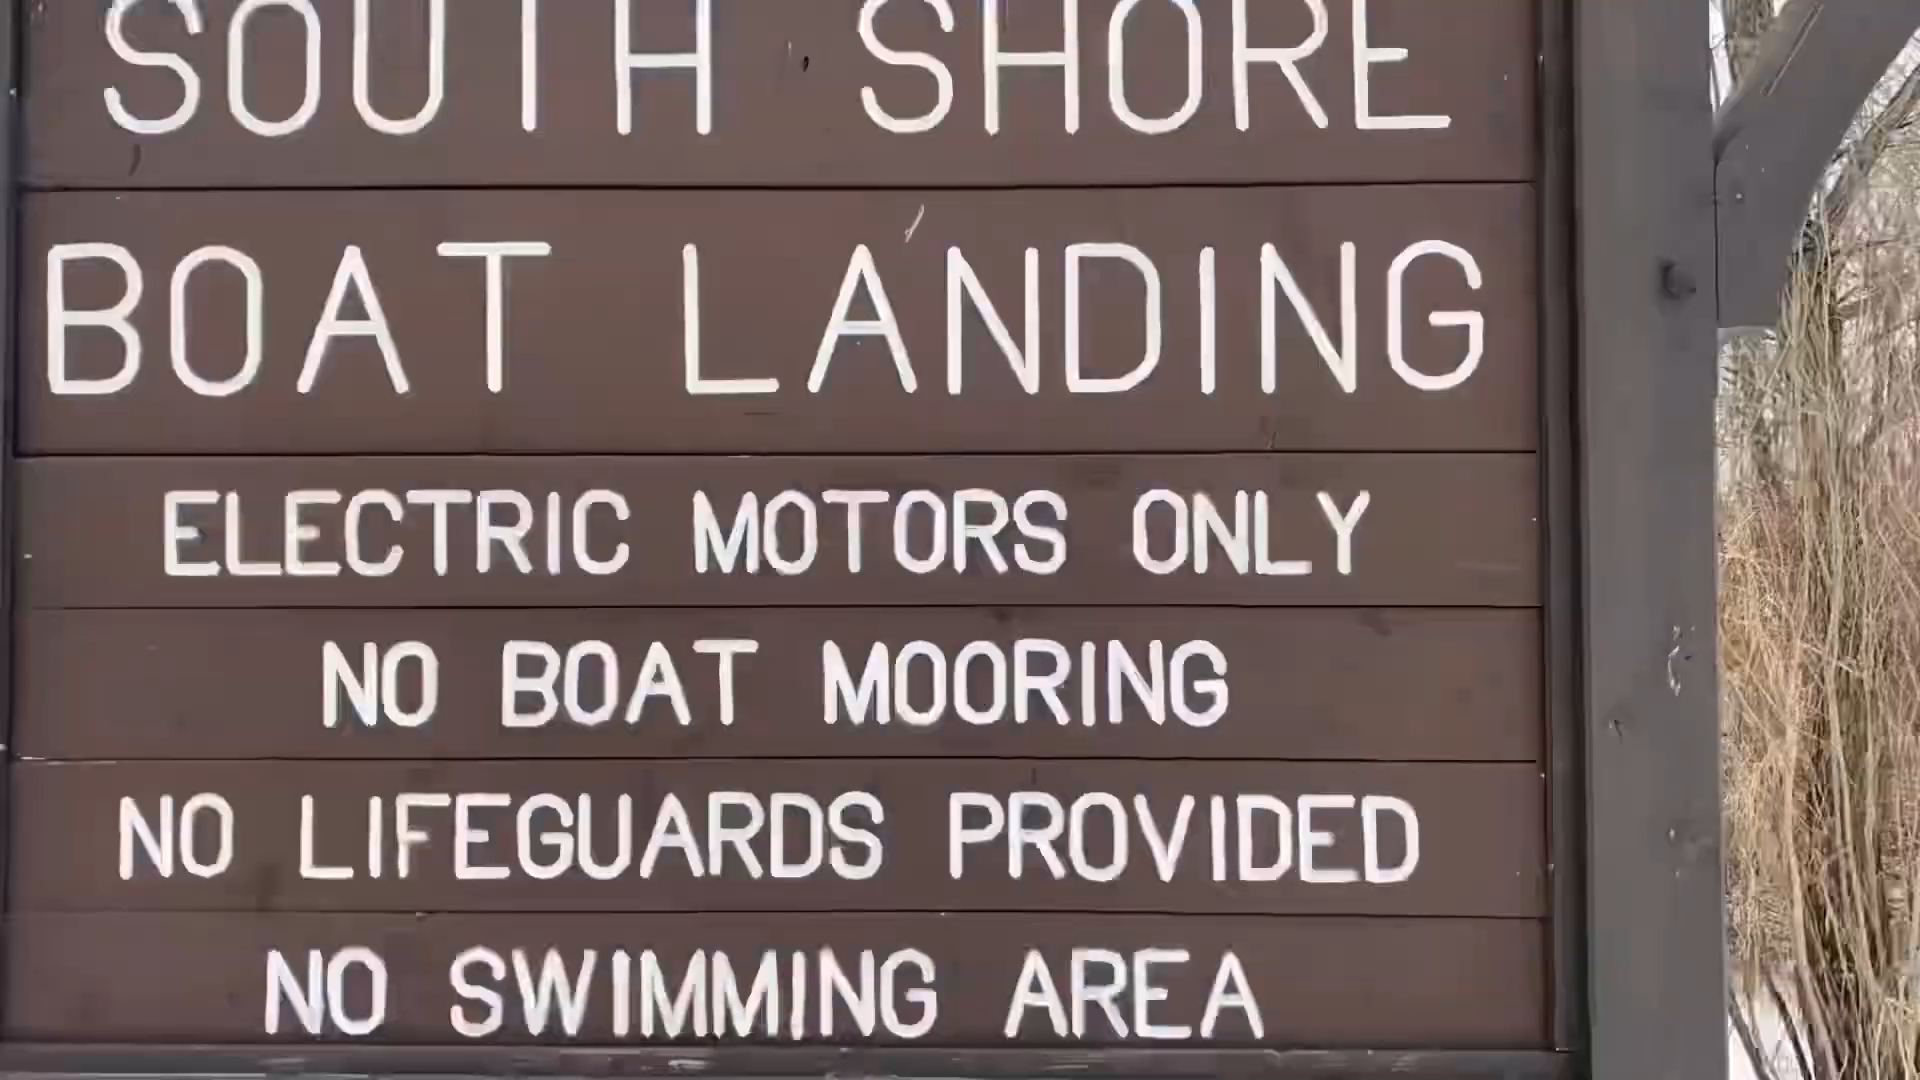 SOUTH SHORE
BOAT LANDING
ELECTRIC MOTORS ONLY
NO BOAT MOORING
NO LIFEGUARDS PROVIDED
NO SWIMMING AREA